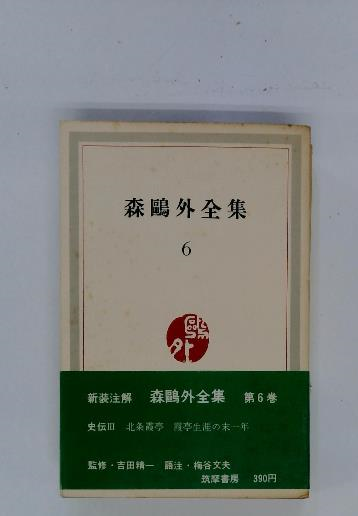 森鷗外全集
6
鷗外
新装注解 森鷗外全集 第6巻
史伝III 北条霞亭 霞亭生涯の末一年
監修・吉田精一 語注・梅谷文夫
筑摩書房 390円